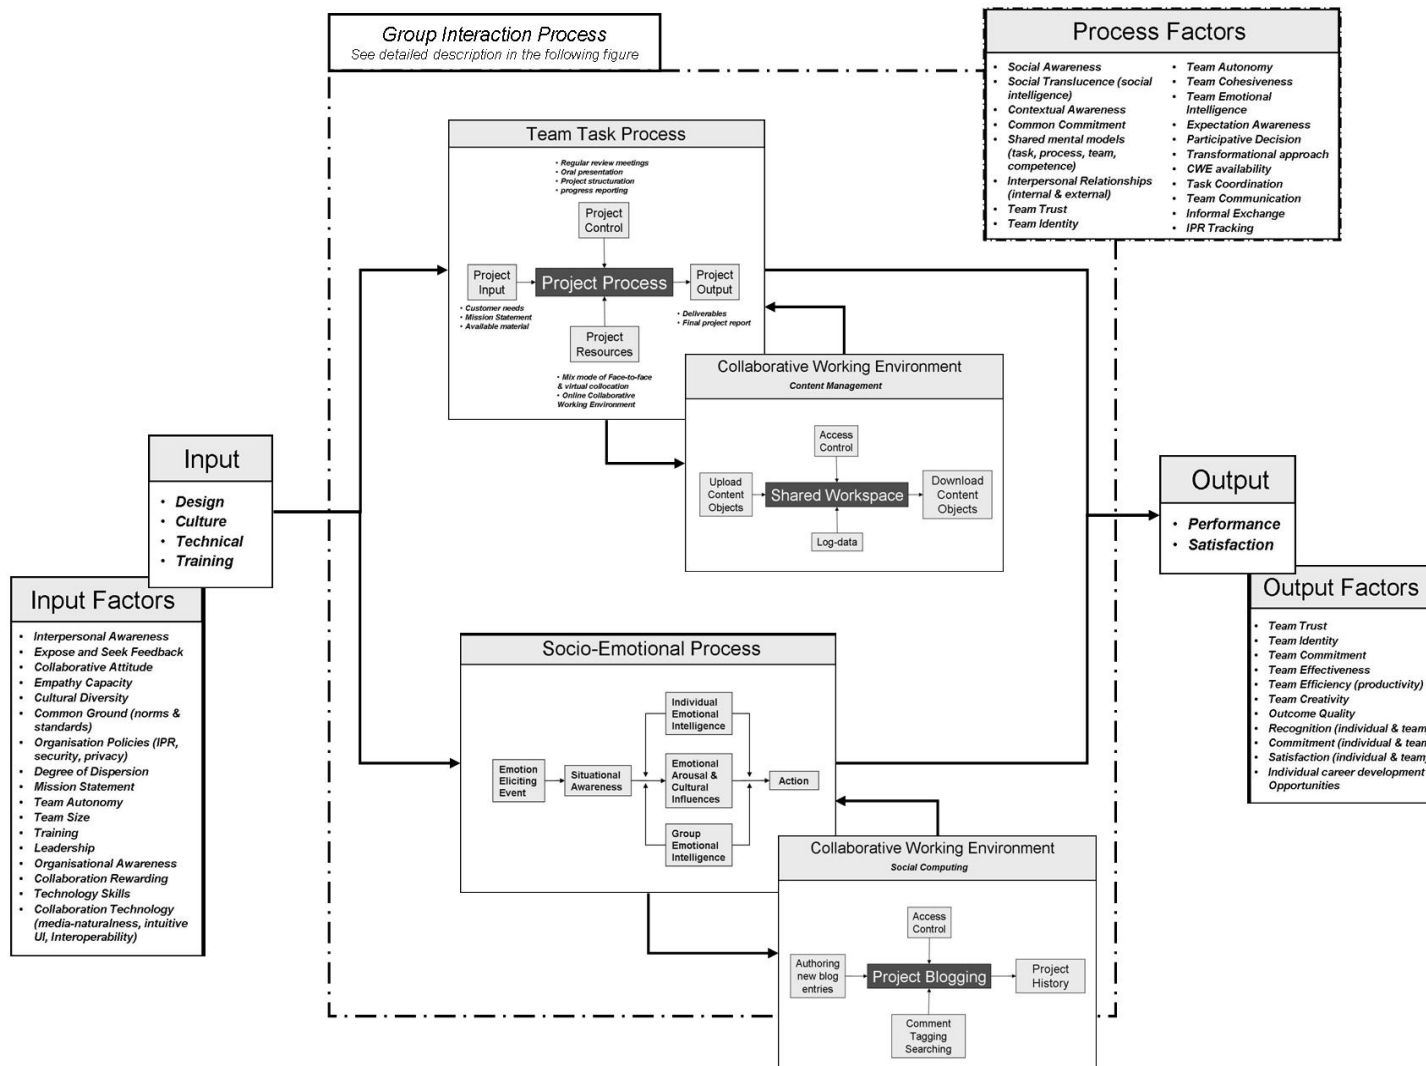 Group Interaction Process
See detailed description in the following figure
Process Factors
• Social Awareness
• Social Translucence (social
intelligence)
• Contextual Awareness
• Common Commitment
• Shared mental models
(task, process, team,
competence)
• Interpersonal Relationships
(internal & external)
• Team Trust
• Team Identity
• Team Autonomy
• Team Cohesiveness
• Team Emotional
Intelligence
• Expectation Awareness
• Participative Decision
• Transformational approach
• CWE availability
• Task Coordination
• Team Communication
• Informal Exchange
• IPR Tracking
Team Task Process
• Regular review meetings
• Oral presentation
• Project structuration
• progress reporting
Project
Control
Project
Input
Project Process
Project
Output
• Customer needs
• Mission Statement
• Available material
• Deliverables
• Final project report
Project
Resources
• Mix mode of Face-to-face
& virtual collocation
• Online Collaborative
Working Environment
Collaborative Working Environment
Content Management
Access
Control
Upload
Content
Objects
Shared Workspace
Download
Content
Objects
Log-data
Input
• Design
• Culture
• Technical
• Training
Output
• Performance
• Satisfaction
Input Factors
• Interpersonal Awareness
• Expose and Seek Feedback
• Collaborative Attitude
• Empathy Capacity
• Cultural Diversity
• Common Ground (norms &
standards)
• Organisation Policies (IPR,
security, privacy)
• Degree of Dispersion
• Mission Statement
• Team Autonomy
• Team Size
• Training
• Leadership
• Organisational Awareness
• Collaboration Rewarding
• Technology Skills
• Collaboration Technology
(media-naturalness, intuitive
UI, Interoperability)
Output Factors
• Team Trust
• Team Identity
• Team Commitment
• Team Effectiveness
• Team Efficiency (productivity)
• Team Creativity
• Outcome Quality
• Recognition (individual & team
• Commitment (individual & team
• Satisfaction (individual & team
• Individual career development
Opportunities
Socio-Emotional Process
Individual
Emotional
Intelligence
Emotion
Eliciting
Event
Situational
Awareness
Emotional
Arousal &
Cultural
Influences
Action
Group
Emotional
Intelligence
Collaborative Working Environment
Social Computing
Access
Control
Authoring
new blog
entries
Project Blogging
Project
History
Comment
Tagging
Searching